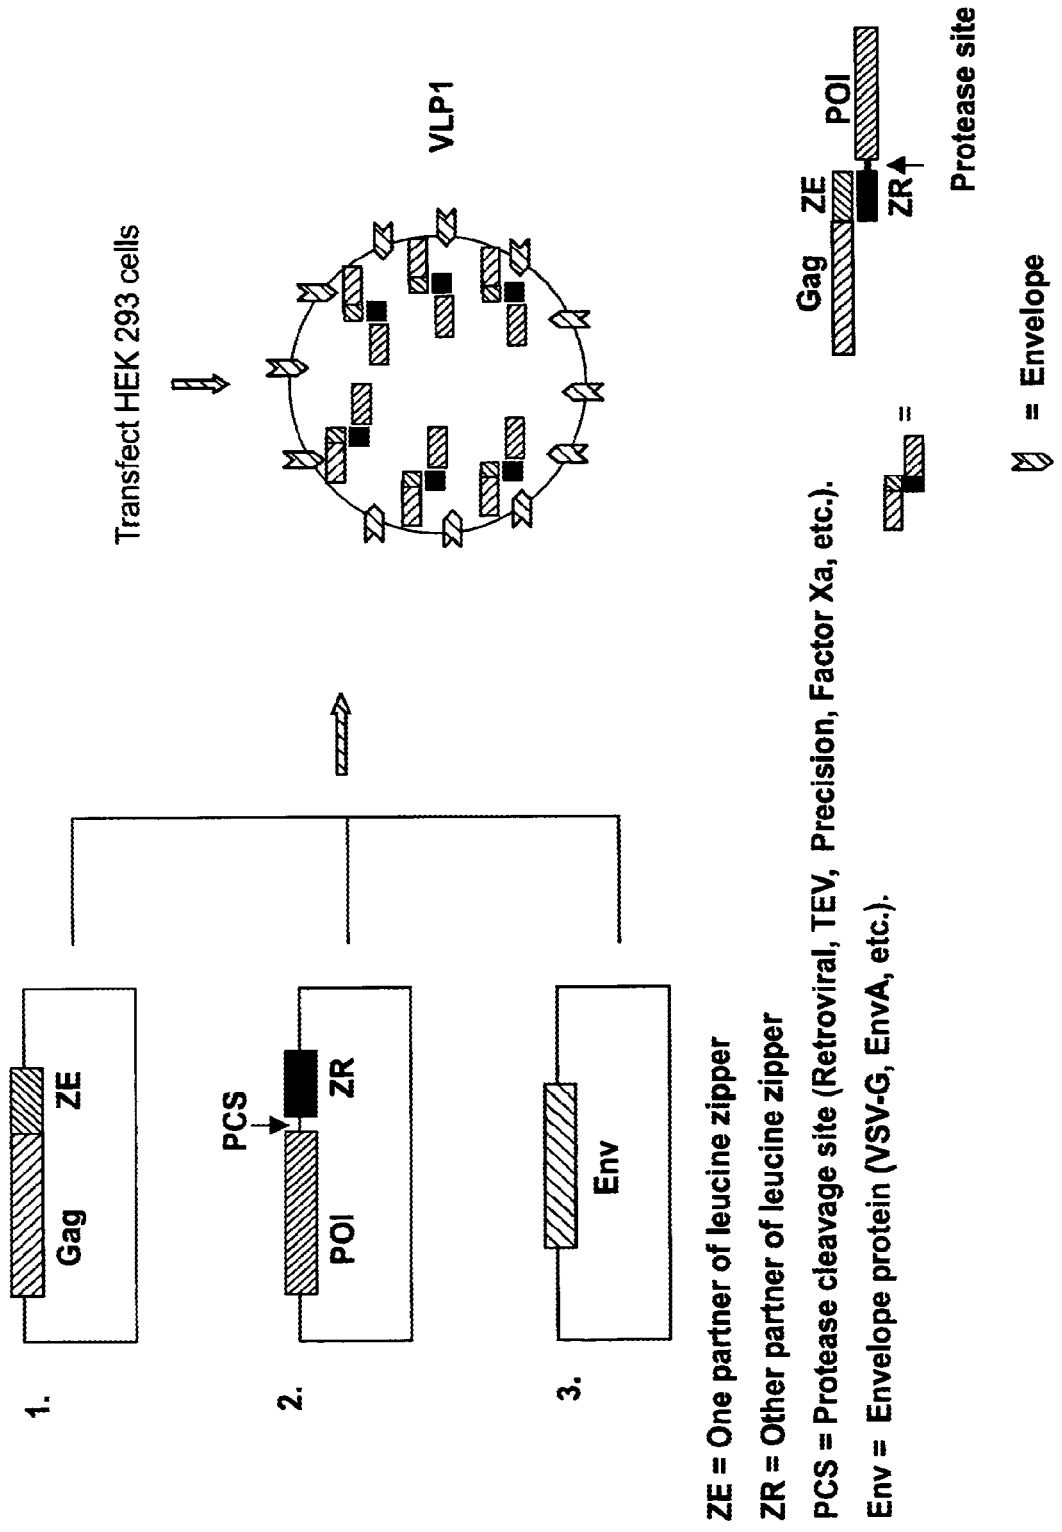 1.
Gag
ZE
2.
PCS
POI
ZR
3.
Env
Transfect HEK 293 cells
VLP1
ZE = One partner of leucine zipper
ZR = Other partner of leucine zipper
PCS = Protease cleavage site (Retroviral, TEV, Precision, Factor Xa, etc.).
Env = Envelope protein (VSV-G, EnvA, etc.).
=
Gag
ZE
POI
ZR
Protease site
= Envelope